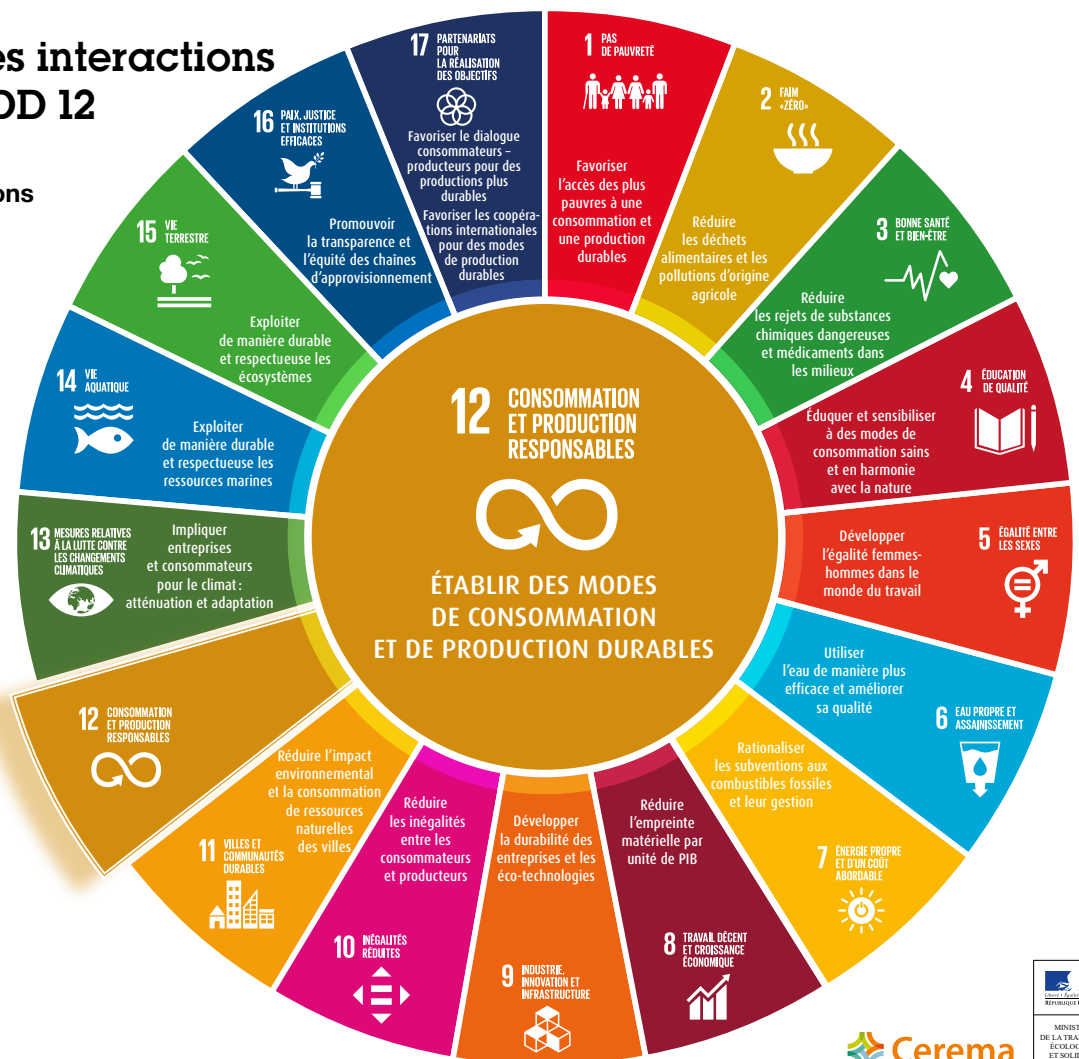 es interactions
DD 12
ons
1 PAS
DE PAUVRETÉ
Favoriser
l'accès des plus
pauvres à une
consommation et
une production
durables
2 FAIM
«ZÉRO»
Réduire
les déchets
alimentaires et les
pollutions d'origine
agricole
3 BONNE SANTÉ
ET BIEN-ÊTRE
Réduire
les rejets de substances
chimiques dangereuses
et médicaments dans
les milieux
4 ÉDUCATION
DE QUALITÉ
Éduquer et sensibiliser
à des modes de
consommation sains
et en harmonie
avec la nature
5 ÉGALITÉ ENTRE
LES SEXES
Développer
l'égalité femmes-
hommes dans le
monde du travail
6 EAU PROPRE ET
ASSAINISSEMENT
Utiliser
l'eau de manière plus
efficace et améliorer
sa qualité
7 ÉNERGIE PROPRE
ET D'UN COÛT
ABORDABLE
Rationaliser
les subventions aux
combustibles fossiles
et leur gestion
8 TRAVAIL DÉCENT
ET CROISSANCE
ÉCONOMIQUE
Réduire
l'empreinte
matérielle par
unité de PIB
9 INDUSTRIE,
INNOVATION ET
INFRASTRUCTURE
Développer
la durabilité des
entreprises et les
éco-technologies
10 INÉGALITÉS
RÉDUITES
Réduire
les inégalités
entre les
consommateurs
et producteurs
11 VILLES ET
COMMUNAUTÉS
DURABLES
Réduire l'impact
environnemental
et la consommation
de ressources
naturelles
des villes
12 CONSOMMATION
ET PRODUCTION
RESPONSABLES
13 MESURES RELATIVES
À LA LUTTE CONTRE
LES CHANGEMENTS
CLIMATIQUES
Impliquer
entreprises
et consommateurs
pour le climat :
atténuation et adaptation
14 VIE
AQUATIQUE
Exploiter
de manière durable
et respectueuse les
ressources marines
15 VIE
TERRESTRE
Exploiter
de manière durable
et respectueuse les
écosystèmes
16 PAIX, JUSTICE
ET INSTITUTIONS
EFFICACES
Promouvoir
la transparence et
l'équité des chaînes
d'approvisionnement
17 PARTENARIATS
POUR
LA RÉALISATION
DES OBJECTIFS
Favoriser le dialogue
consommateurs –
producteurs pour des
productions plus
durables
Favoriser les coopéra-
tions internationales
pour des modes
de production
durables
12 CONSOMMATION
ET PRODUCTION
RESPONSABLES
ÉTABLIR DES MODES
DE CONSOMMATION
ET DE PRODUCTION DURABLES
Cerema
MINIST
DE LA TRA
ÉCOLOG
ET SOLI